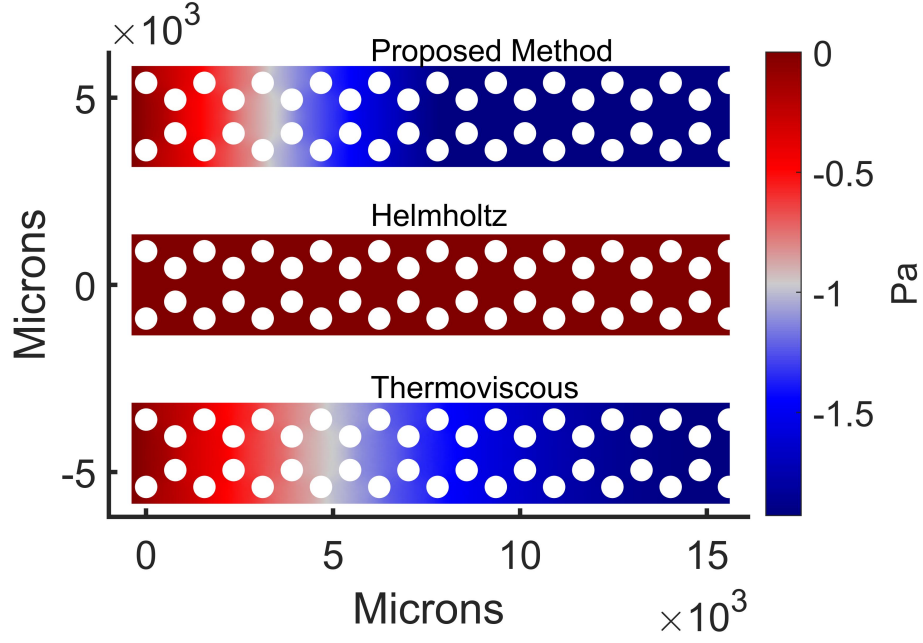 ×10³
Proposed Method
5
Helmholtz
0
Thermoviscous
-5
Microns
0
5
10
15
Microns
×10³
0
-0.5
-1
-1.5
Pa